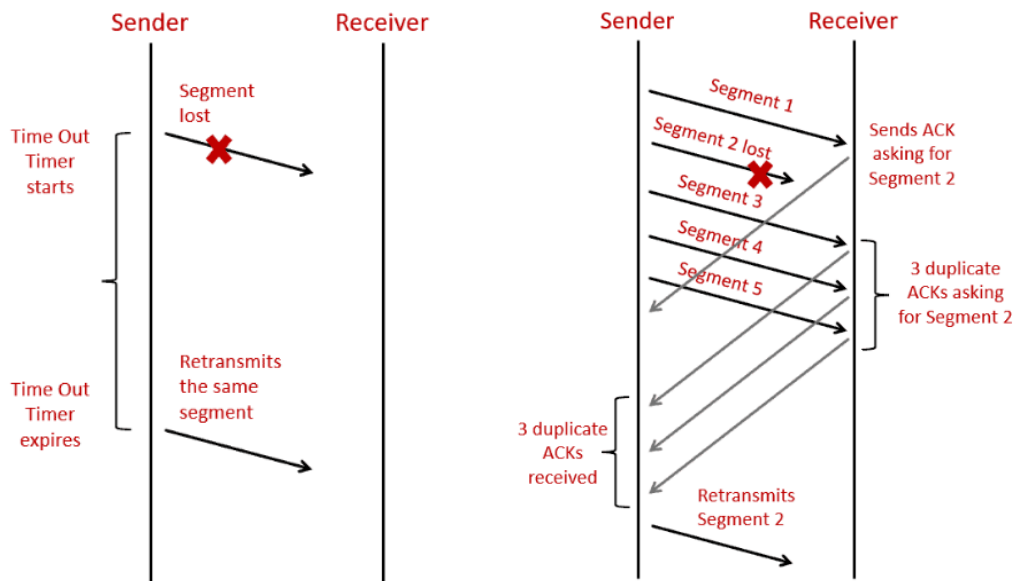 Sender
Receiver
Segment
lost
Time Out
Timer
starts
Retransmits
the same
segment
Time Out
Timer
expires
Sender
Receiver
Segment 1
Segment 2 lost
Sends ACK
asking for
Segment 2
Segment 3
Segment 4
Segment 5
3 duplicate
ACKs asking
for Segment 2
3 duplicate
ACKs
received
Retransmits
Segment 2